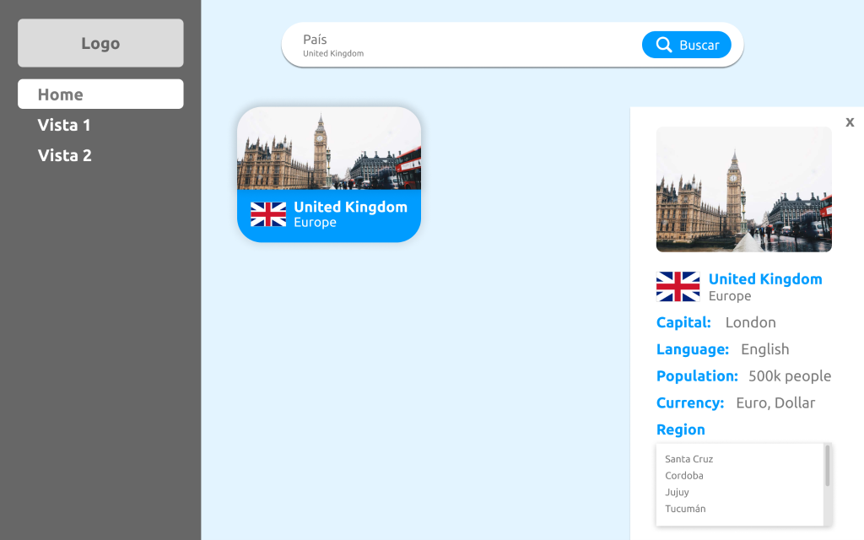 Logo
Home
Vista 1
Vista 2
País
United Kingdom
Buscar
United Kingdom
Europe
x
United Kingdom
Europe
Capital: London
Language: English
Population: 500k people
Currency: Euro, Dollar
Region
Santa Cruz
Cordoba
Jujuy
Tucumán